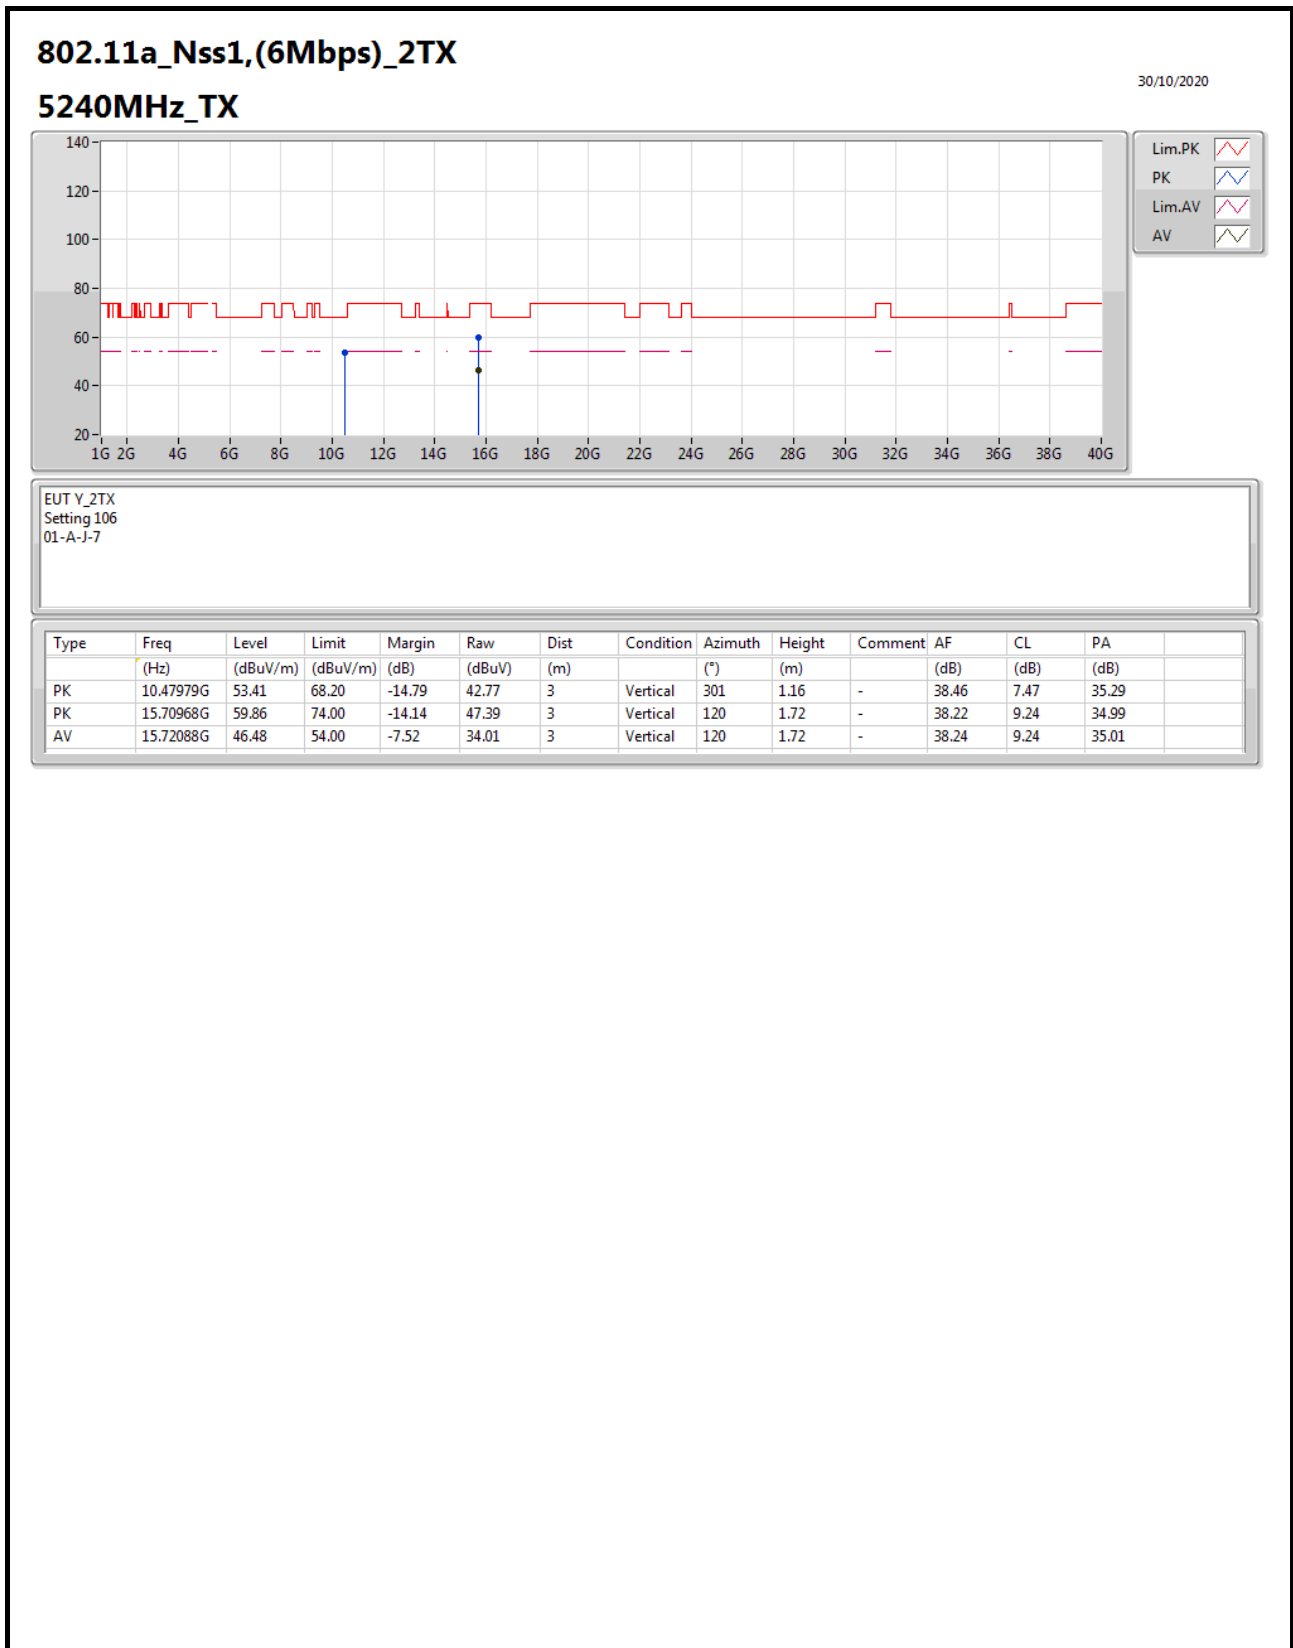 802.11a_Nss1,(6Mbps)_2TX
30/10/2020
5240MHz_TX
140
120
100
80
60
40
20
1G 2G 4G 6G 8G 10G 12G 14G 16G 18G 20G 22G 24G 26G 28G 30G 32G 34G 36G 38G 40G
Lim.PK
PK
Lim.AV
AV
EUT Y_2TX
Setting 106
01-A-J-7
Type Freq Level Limit Margin Raw Dist Condition Azimuth Height Comment AF CL PA
(Hz) (dBuV/m) (dBuV/m) (dB) (dBuV) (m) (°) (m) (dB) (dB) (dB)
PK 10.47979G 53.41 68.20 -14.79 42.77 3 Vertical 301 1.16 - 38.46 7.47 35.29
PK 15.70968G 59.86 74.00 -14.14 47.39 3 Vertical 120 1.72 - 38.22 9.24 34.99
AV 15.72088G 46.48 54.00 -7.52 34.01 3 Vertical 120 1.72 - 38.24 9.24 35.01